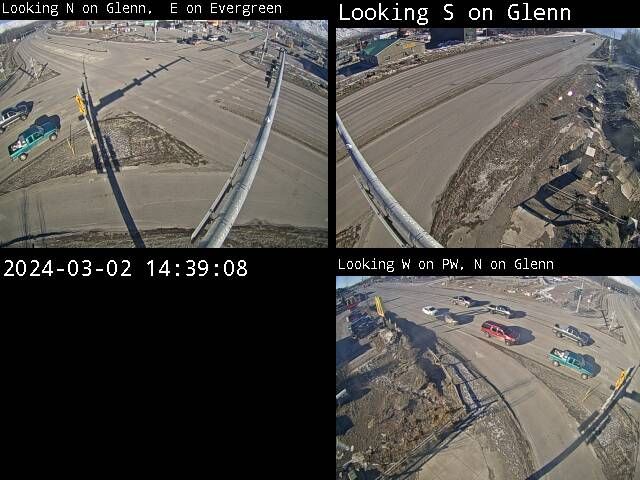 Looking N on Glenn,  E on Evergreen
Looking S on Glenn
2024-03-02 14:39:08
Looking W on PW, N on Glenn